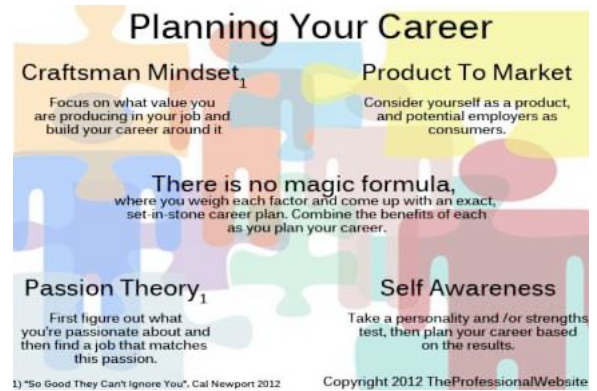 Planning Your Career
Craftsman Mindset1
Focus on what value you
are producing in your job and
build your career around it
Product To Market
Consider yourself as a product,
and potential employers as
consumers.
There is no magic formula,
where you weigh each factor and come up with an exact,
set-in-stone career plan. Combine the benefits of each
as you plan your career.
Passion Theory1
First figure out what
you're passionate about and
then find a job that matches
this passion.
Self Awareness
Take a personality and /or strengths
test, then plan your career based
on the results.
1) "So Good They Can't Ignore You". Cal Newport 2012
Copyright 2012 TheProfessionalWebsite